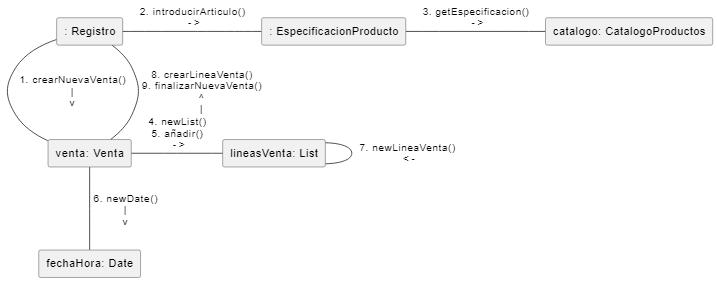 2. introducirArticulo()
->
3. getEspecificacion()
->
: Registro
: EspecificacionProducto
catalogo: CatalogoProductos
1. crearNuevaVenta()
|
v
8. crearLineaVenta()
9. finalizarNuevaVenta()
^
|
4. newList()
5. añadir()
->
venta: Venta
lineasVenta: List
7. newLineaVenta()
<-
6. newDate()
|
v
fechaHora: Date